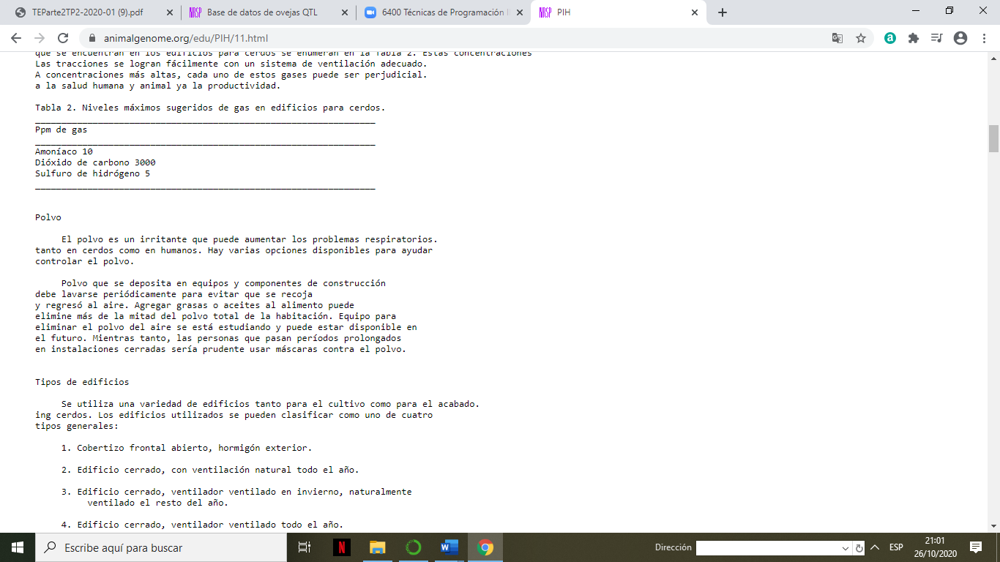 TEParte2TP2-2020-01 (9).pdf
Base de datos de ovejas QTL
6400 Técnicas de Programación
PIH
animalgenome.org/edu/PIH/11.html
que se encuentran en los edificios para cerdos se enumeran en la Tabla 2. Estas concentraciones
Las tracciones se logran fácilmente con un sistema de ventilación adecuado.
A concentraciones más altas, cada uno de estos gases puede ser perjudicial.
a la salud humana y animal ya la productividad.
Tabla 2. Niveles máximos sugeridos de gas en edificios para cerdos.
Ppm de gas
Amoníaco 10
Dióxido de carbono 3000
Sulfuro de hidrógeno 5
Polvo
El polvo es un irritante que puede aumentar los problemas respiratorios.
tanto en cerdos como en humanos. Hay varias opciones disponibles para ayudar
controlar el polvo.
Polvo que se deposita en equipos y componentes de construcción
debe lavarse periódicamente para evitar que se recoja
y regresó al aire. Agregar grasas o aceites al alimento puede
elimine más de la mitad del polvo total de la habitación. Equipo para
eliminar el polvo del aire se está estudiando y puede estar disponible en
el futuro. Mientras tanto, las personas que pasan períodos prolongados
en instalaciones cerradas sería prudente usar máscaras contra el polvo.
Tipos de edificios
Se utiliza una variedad de edificios tanto para el cultivo como para el acabado.
ing cerdos. Los edificios utilizados se pueden clasificar como uno de cuatro
tipos generales:
1. Cobertizo frontal abierto, hormigón exterior.
2. Edificio cerrado, con ventilación natural todo el año.
3. Edificio cerrado, ventilador ventilado en invierno, naturalmente
ventilado el resto del año.
4. Edificio cerrado, ventilador ventilado todo el año.
Escribe aquí para buscar
Dirección
ESP
21:01
26/10/2020